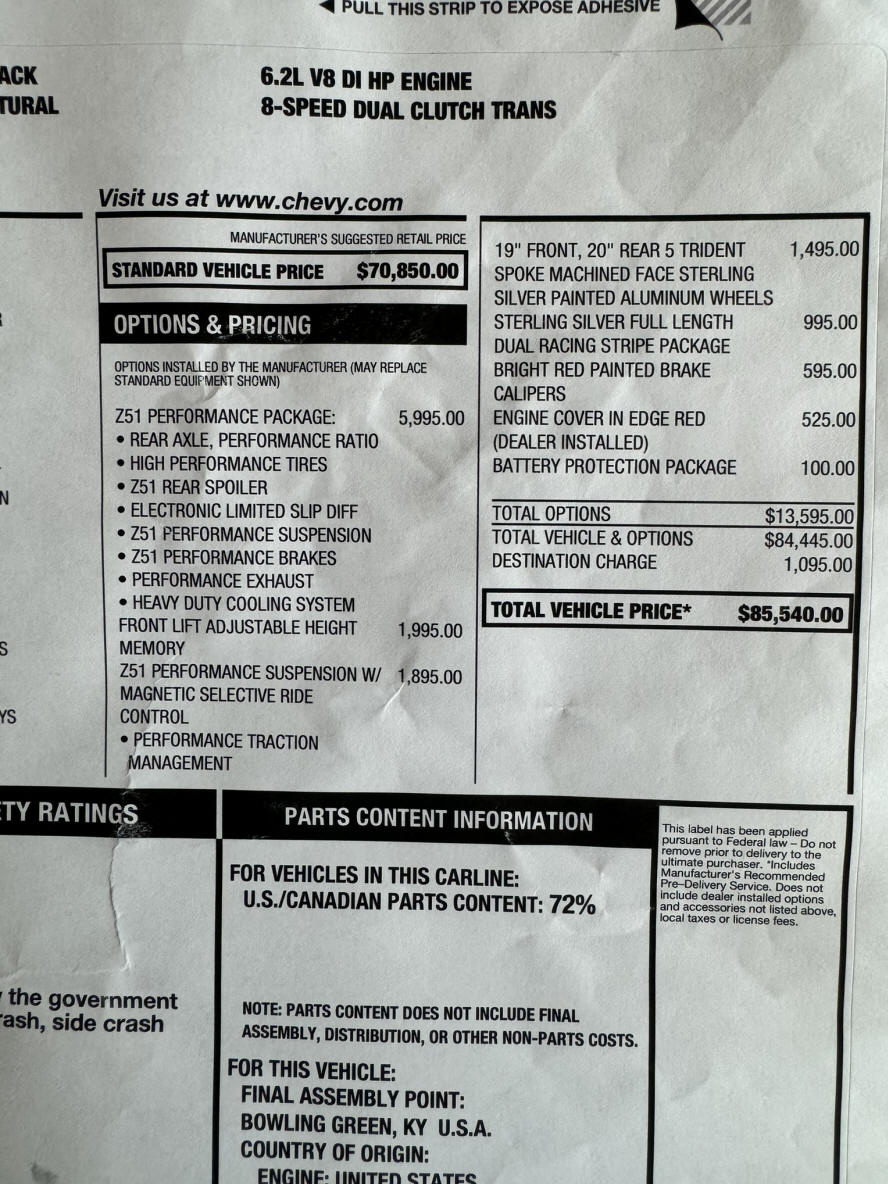 ◀ PULL THIS STRIP TO EXPOSE ADHESIVE
ACK
TURAL
6.2L V8 DI HP ENGINE
8-SPEED DUAL CLUTCH TRANS
Visit us at www.chevy.com
MANUFACTURER'S SUGGESTED RETAIL PRICE
STANDARD VEHICLE PRICE $70,850.00
OPTIONS & PRICING
OPTIONS INSTALLED BY THE MANUFACTURER (MAY REPLACE
STANDARD EQUIPMENT SHOWN)
Z51 PERFORMANCE PACKAGE: 5,995.00
• REAR AXLE, PERFORMANCE RATIO
• HIGH PERFORMANCE TIRES
• Z51 REAR SPOILER
• ELECTRONIC LIMITED SLIP DIFF
• Z51 PERFORMANCE SUSPENSION
• Z51 PERFORMANCE BRAKES
• PERFORMANCE EXHAUST
• HEAVY DUTY COOLING SYSTEM
FRONT LIFT ADJUSTABLE HEIGHT 1,995.00
MEMORY
Z51 PERFORMANCE SUSPENSION W/ 1,895.00
MAGNETIC SELECTIVE RIDE
CONTROL
• PERFORMANCE TRACTION
MANAGEMENT
19" FRONT, 20" REAR 5 TRIDENT 1,495.00
SPOKE MACHINED FACE STERLING
SILVER PAINTED ALUMINUM WHEELS
STERLING SILVER FULL LENGTH 995.00
DUAL RACING STRIPE PACKAGE
BRIGHT RED PAINTED BRAKE 595.00
CALIPERS
ENGINE COVER IN EDGE RED 525.00
(DEALER INSTALLED)
BATTERY PROTECTION PACKAGE 100.00
TOTAL OPTIONS $13,595.00
TOTAL VEHICLE & OPTIONS $84,445.00
DESTINATION CHARGE 1,095.00
TOTAL VEHICLE PRICE* $85,540.00
N
S
YS
ETY RATINGS
the government
rash, side crash
PARTS CONTENT INFORMATION
FOR VEHICLES IN THIS CARLINE:
U.S./CANADIAN PARTS CONTENT: 72%
NOTE: PARTS CONTENT DOES NOT INCLUDE FINAL
ASSEMBLY, DISTRIBUTION, OR OTHER NON-PARTS COSTS.
FOR THIS VEHICLE:
FINAL ASSEMBLY POINT:
BOWLING GREEN, KY U.S.A.
COUNTRY OF ORIGIN:
ENGINE: UNITED STATES
This label has been applied
pursuant to Federal law – Do not
remove prior to delivery to the
ultimate purchaser. *Includes
Manufacturer's Recommended
Pre–Delivery Service. Does not
include dealer installed options
and accessories not listed above,
local taxes or license fees.